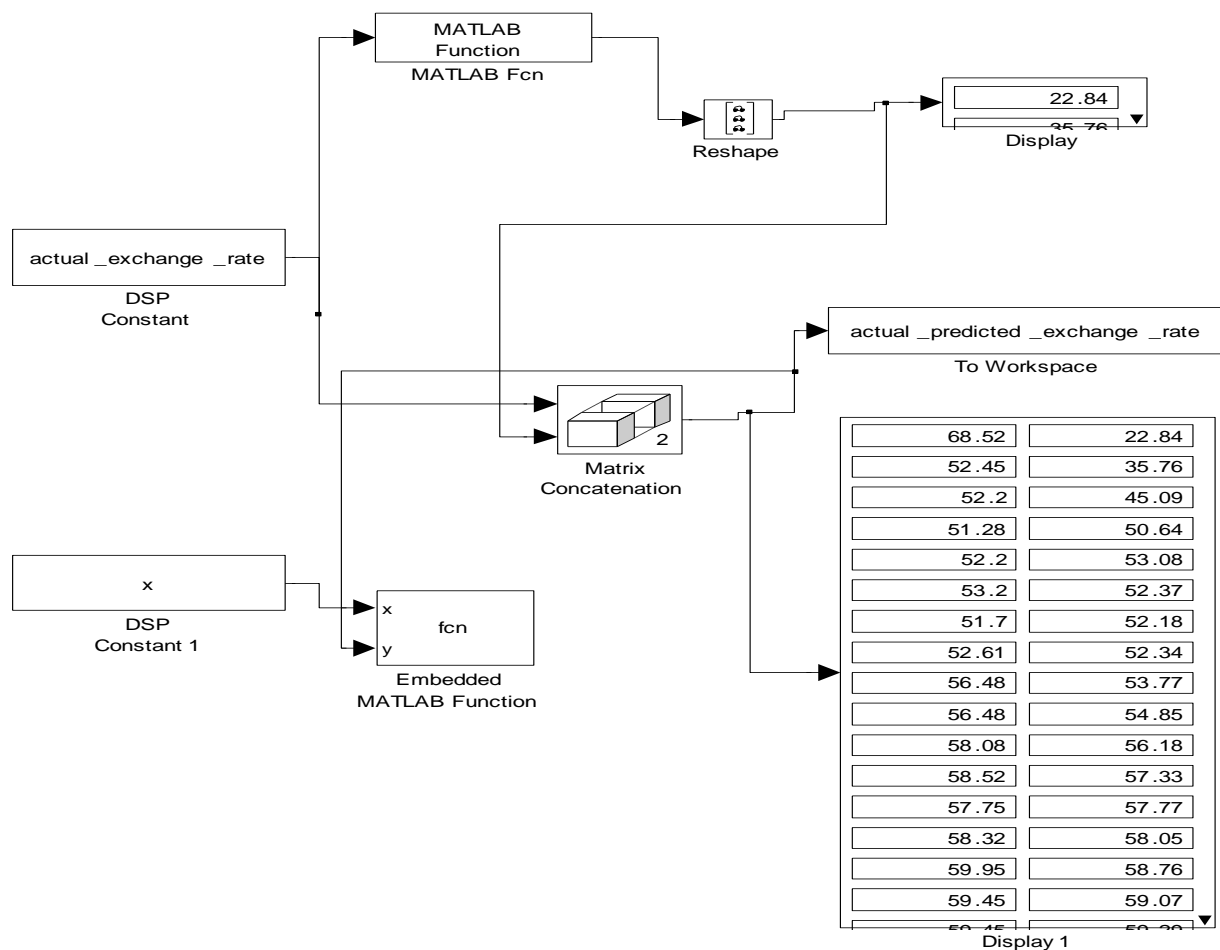 MATLAB
Function
MATLAB Fcn
22.84
35.76
Display
Reshape
actual _exchange _rate
DSP
Constant
actual _predicted _exchange _rate
To Workspace
2
Matrix
Concatenation
68.52 22.84
52.45 35.76
52.2 45.09
51.28 50.64
52.2 53.08
53.2 52.37
51.7 52.18
52.61 52.34
56.48 53.77
56.48 54.85
58.08 56.18
58.52 57.33
57.75 57.77
58.32 58.05
59.95 58.76
59.45 59.07
Display 1
x
DSP
Constant 1
x
fcn
y
Embedded
MATLAB Function